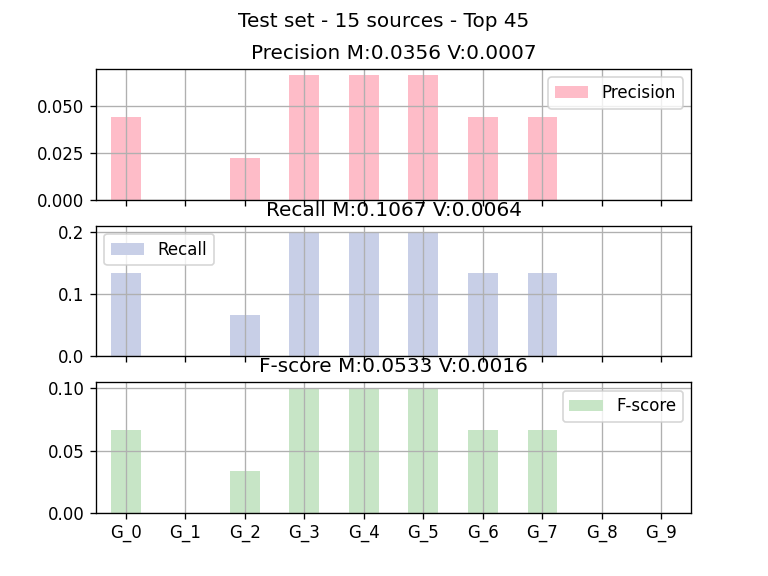 Test set - 15 sources - Top 45
Precision M:0.0356 V:0.0007
0.050
0.025
0.000
Precision
Recall M:0.1067 V:0.0064
0.2
0.1
0.0
Recall
F-score M:0.0533 V:0.0016
0.10
0.05
0.00
F-score
G_0 G_1 G_2 G_3 G_4 G_5 G_6 G_7 G_8 G_9